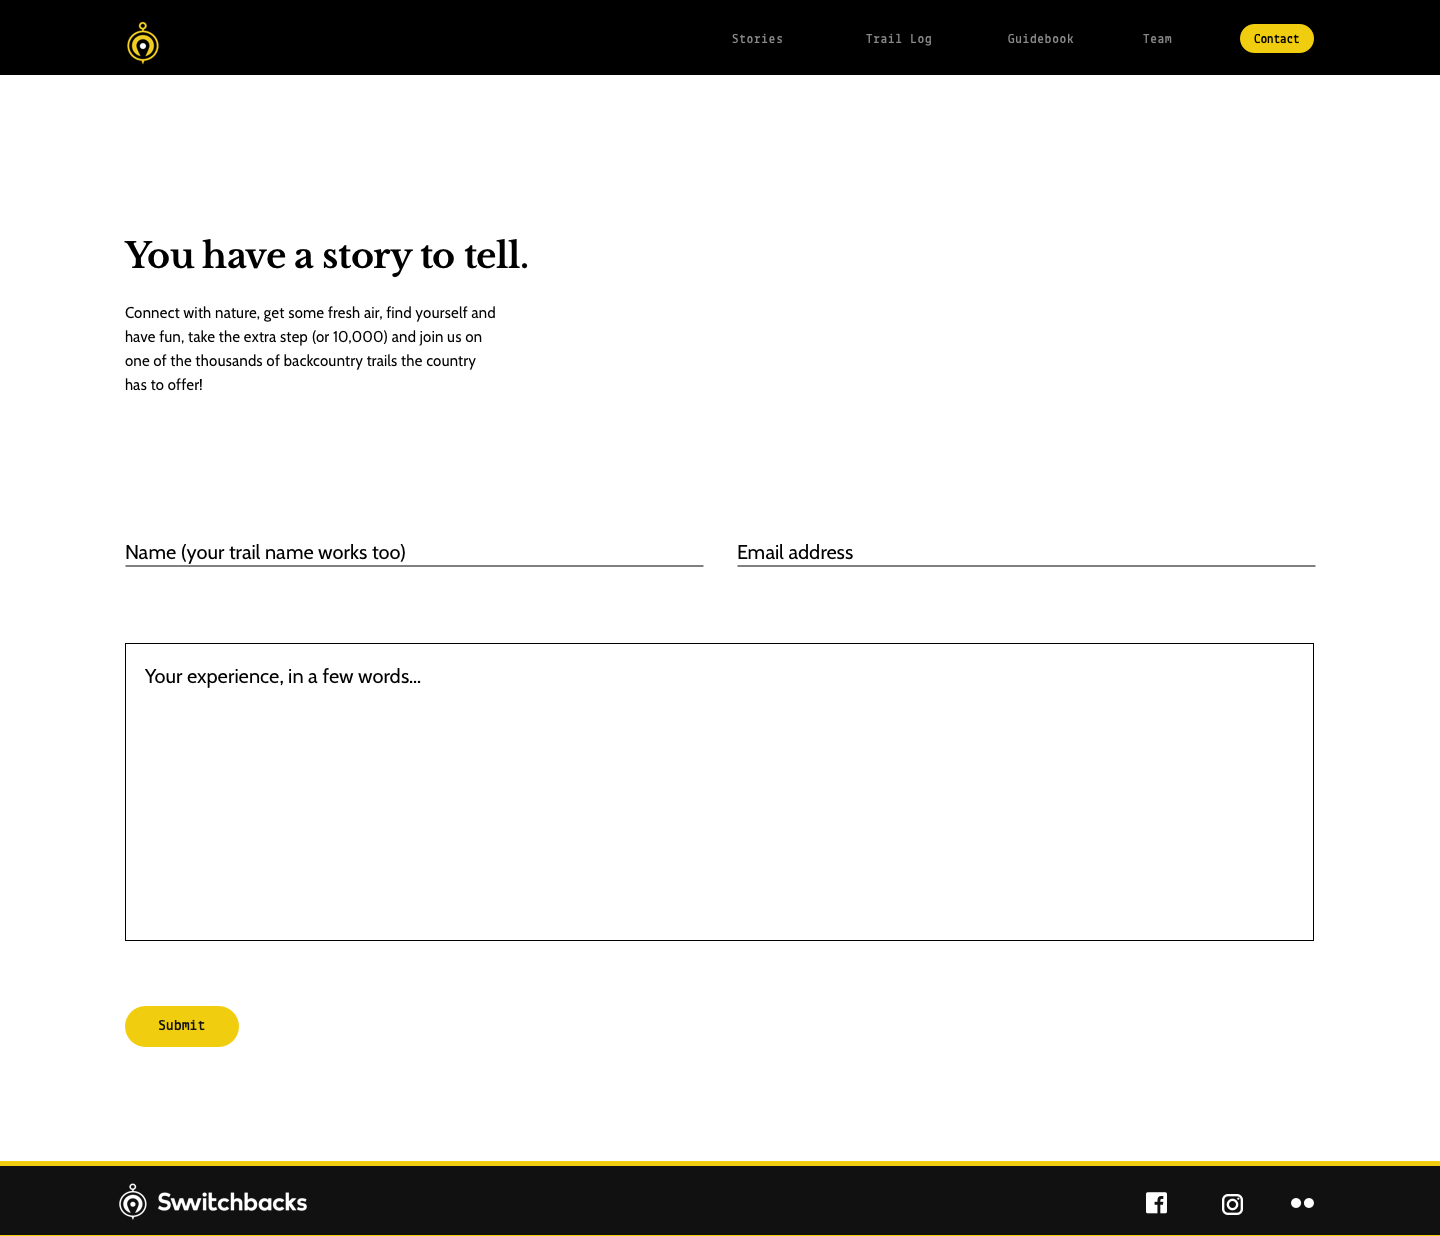 Stories
Trail Log
Guidebook
Team
Contact
You have a story to tell.
Connect with nature, get some fresh air, find yourself and
have fun, take the extra step (or 10,000) and join us on
one of the thousands of backcountry trails the country
has to offer!
Name (your trail name works too)
Email address
Your experience, in a few words...
Submit
Switchbacks